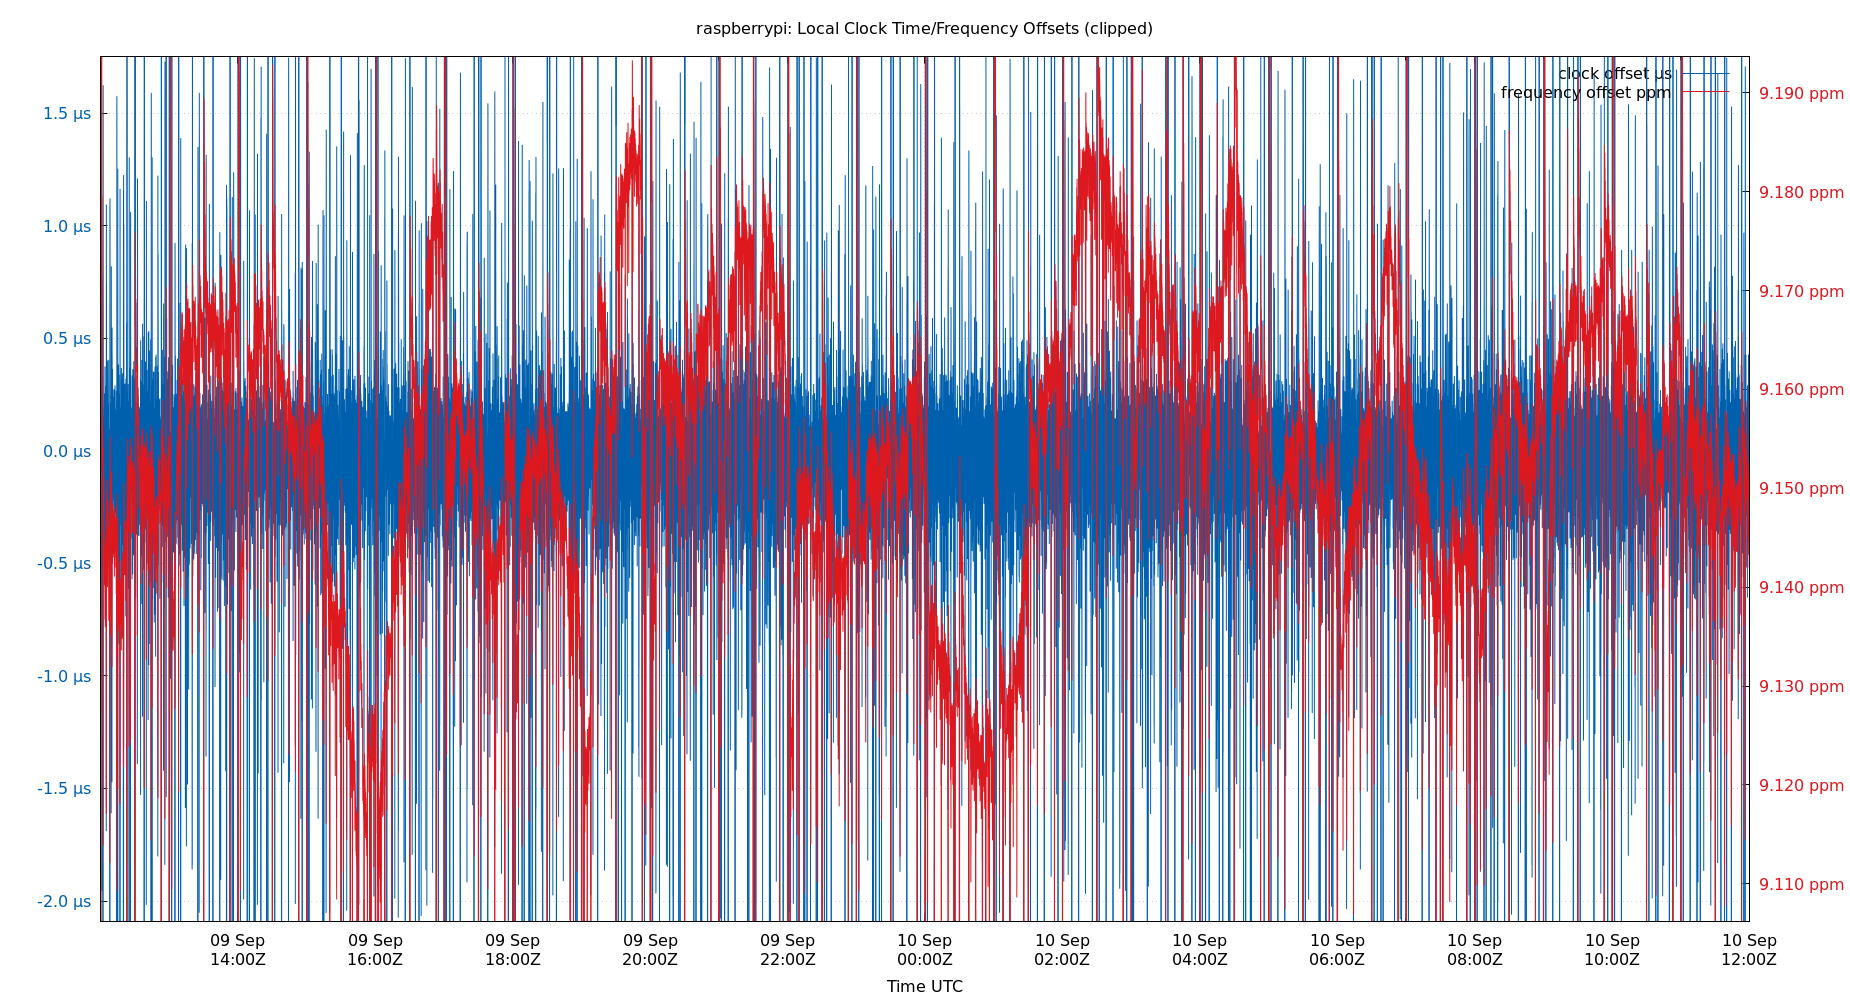 raspberrypi: Local Clock Time/Frequency Offsets (clipped)
clock offset µs
frequency offset ppm
1.5 µs
1.0 µs
0.5 µs
0.0 µs
-0.5 µs
-1.0 µs
-1.5 µs
-2.0 µs
9.190 ppm
9.180 ppm
9.170 ppm
9.160 ppm
9.150 ppm
9.140 ppm
9.130 ppm
9.120 ppm
9.110 ppm
09 Sep 09 Sep 09 Sep 09 Sep 09 Sep 10 Sep 10 Sep 10 Sep 10 Sep 10 Sep 10 Sep 10 Sep
14:00Z 16:00Z 18:00Z 20:00Z 22:00Z 00:00Z 02:00Z 04:00Z 06:00Z 08:00Z 10:00Z 12:00Z
Time UTC